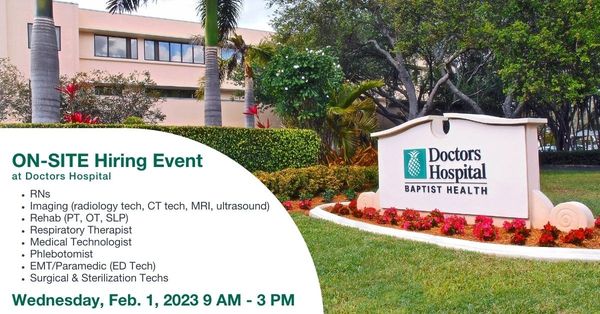 ON-SITE Hiring Event
at Doctors Hospital
• RNs
• Imaging (radiology tech, CT tech, MRI, ultrasound)
• Rehab (PT, OT, SLP)
• Respiratory Therapist
• Medical Technologist
• Phlebotomist
• EMT/Paramedic (ED Tech)
• Surgical & Sterilization Techs
Wednesday, Feb. 1, 2023 9 AM - 3 PM
Doctors
Hospital
BAPTIST HEALTH